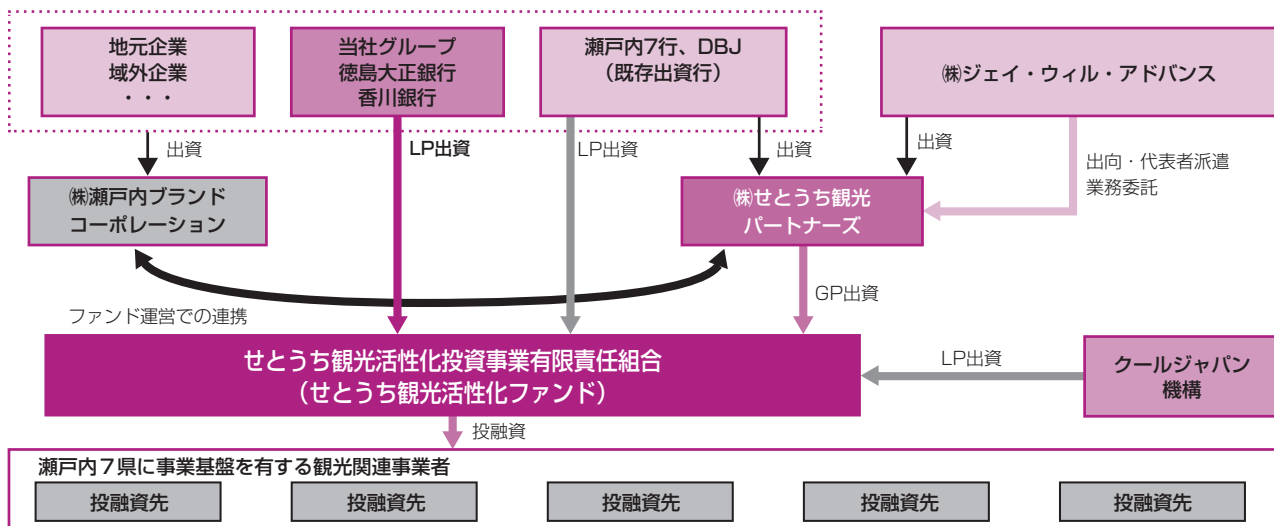 地元企業
域外企業
・・・
当社グループ
徳島大正銀行
香川銀行
瀬戸内7行、DBJ
（既存出資行）
㈱ジェイ・ウィル・アドバンス
出資
LP出資
LP出資
出資
出資
出向・代表者派遣
業務委託
㈱瀬戸内ブランド
コーポレーション
㈱せとうち観光
パートナーズ
ファンド運営での連携
GP出資
せとうち観光活性化投資事業有限責任組合
（せとうち観光活性化ファンド）
LP出資
クールジャパン
機構
投融資
瀬戸内７県に事業基盤を有する観光関連事業者
投融資先
投融資先
投融資先
投融資先
投融資先